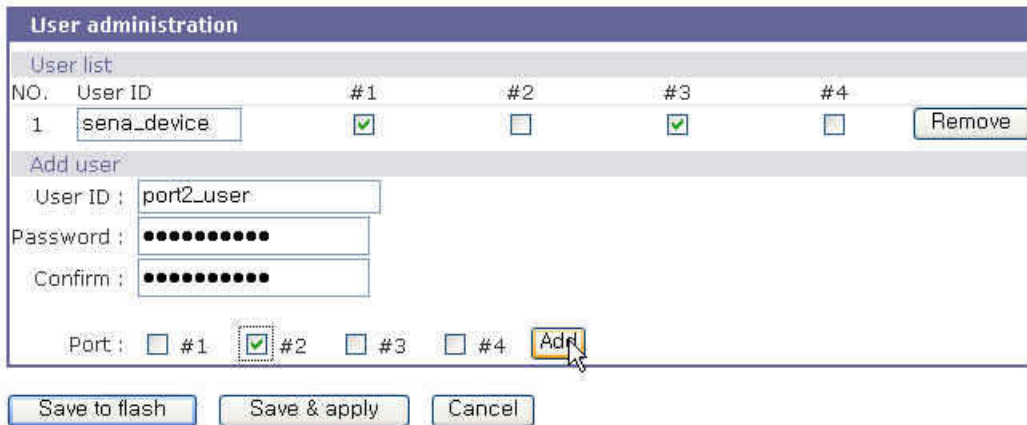 User administration
User list
NO. User ID #1 #2 #3 #4
1 sena_device Remove
Add user
User ID : port2_user
Password : ●●●●●●●●●●
Confirm : ●●●●●●●●●●
Port : #1 #2 #3 #4 Add
Save to flash Save & apply Cancel